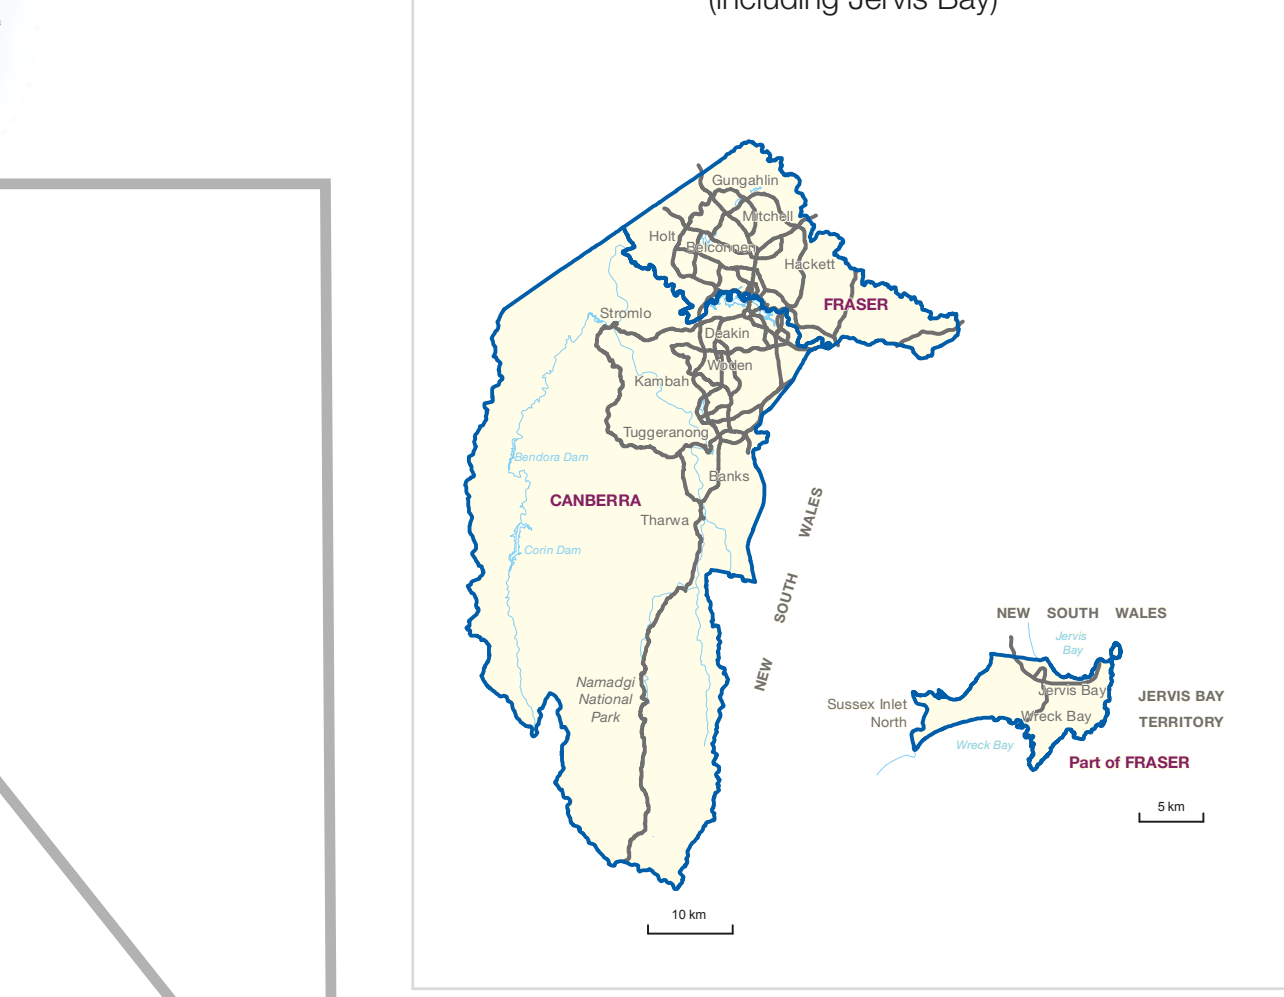 (including Jervis Bay)
Gungahlin
Mitchell
Holt
Belconnen
Hackett
FRASER
Stromlo
Deakin
Woden
Kambah
Tuggeranong
Bendora Dam
Banks
CANBERRA
Tharwa
Corin Dam
NEW SOUTH WALES
Namadgi
National
Park
10 km
NEW SOUTH WALES
Jervis
Bay
Jervis Bay
JERVIS BAY
TERRITORY
Sussex Inlet
North
Wreck Bay
Wreck Bay
Part of FRASER
5 km